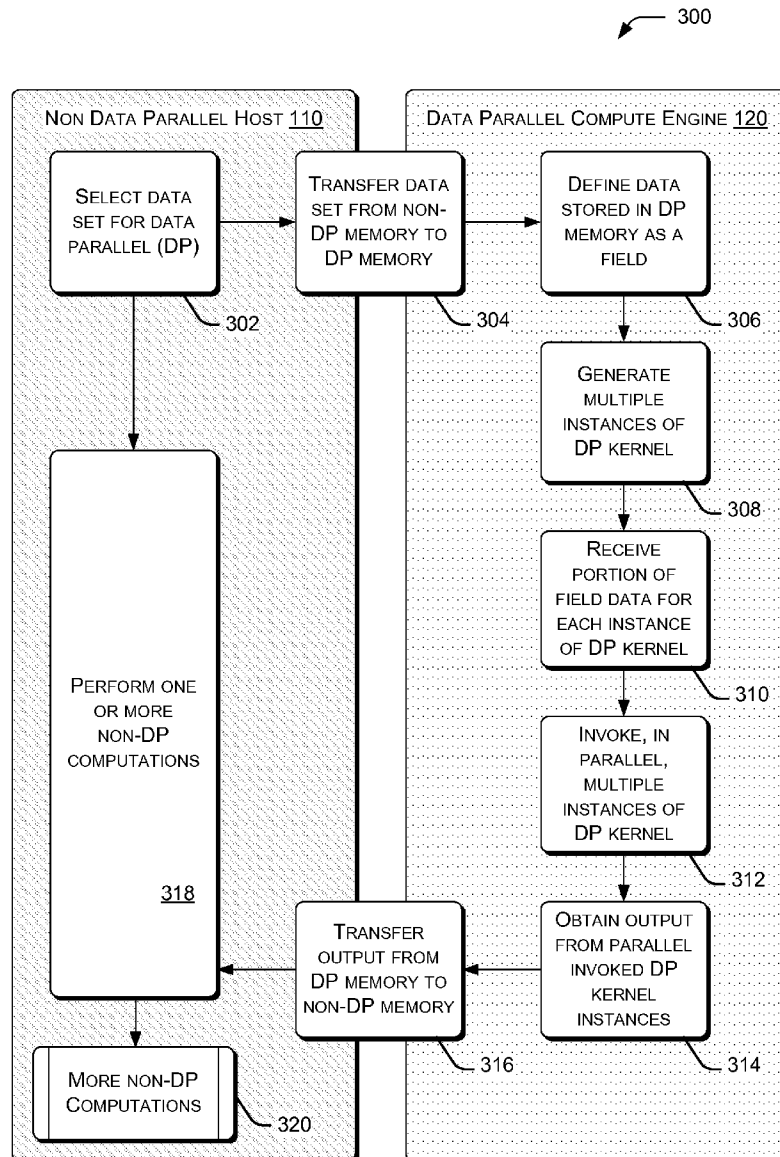 300
NON DATA PARALLEL HOST 110
DATA PARALLEL COMPUTE ENGINE 120
SELECT DATA
SET FOR DATA
PARALLEL (DP)
302
TRANSFER DATA
SET FROM NON-
DP MEMORY TO
DP MEMORY
304
DEFINE DATA
STORED IN DP
MEMORY AS A
FIELD
306
GENERATE
MULTIPLE
INSTANCES OF
DP KERNEL
308
RECEIVE
PORTION OF
FIELD DATA FOR
EACH INSTANCE
OF DP KERNEL
310
INVOKE, IN
PARALLEL,
MULTIPLE
INSTANCES OF
DP KERNEL
312
OBTAIN OUTPUT
FROM PARALLEL
INVOKED DP
KERNEL
INSTANCES
314
TRANSFER
OUTPUT FROM
DP MEMORY TO
NON-DP MEMORY
316
PERFORM ONE
OR MORE
NON-DP
COMPUTATIONS
318
MORE NON-DP
COMPUTATIONS
320